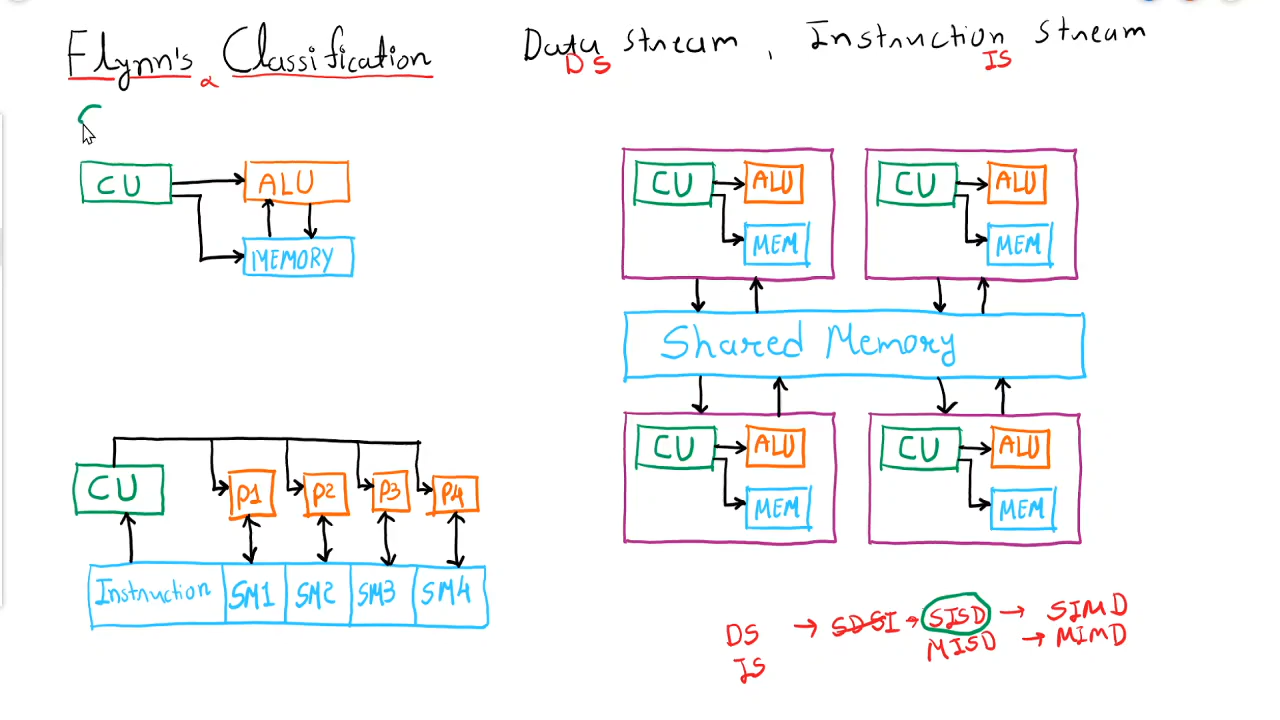 Flynn's Classification
Data stream, Instruction stream
DS IS
CU ALU
MEMORY
CU ALU
MEM
CU ALU
MEM
Shared Memory
CU ALU
MEM
CU ALU
MEM
CU P1 P2 P3 P4
Instruction SM1 SM2 SM3 SM4
DS → SDSI → SISD → SIMD
IS MISD → MIMD